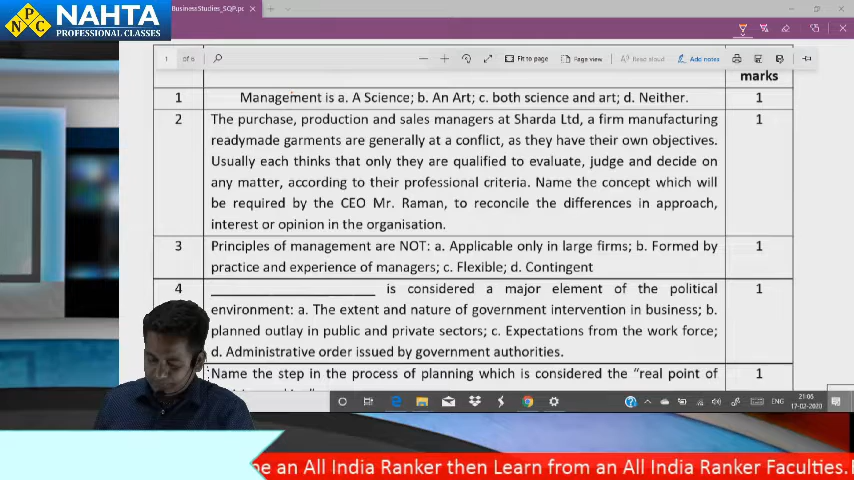 NPC NAHTA
PROFESSIONAL CLASSES
BusinessStudies_SQP.pc
1 of 6
Fit to page
Page view
Read aloud
Add notes
marks
1 Management is a. A Science; b. An Art; c. both science and art; d. Neither. 1
2 The purchase, production and sales managers at Sharda Ltd, a firm manufacturing 1
readymade garments are generally at a conflict, as they have their own objectives.
Usually each thinks that only they are qualified to evaluate, judge and decide on
any matter, according to their professional criteria. Name the concept which will
be required by the CEO Mr. Raman, to reconcile the differences in approach,
interest or opinion in the organisation.
3 Principles of management are NOT: a. Applicable only in large firms; b. Formed by 1
practice and experience of managers; c. Flexible; d. Contingent
4 ____________________ is considered a major element of the political 1
environment: a. The extent and nature of government intervention in business; b.
planned outlay in public and private sectors; c. Expectations from the work force;
d. Administrative order issued by government authorities.
Name the step in the process of planning which is considered the "real point of 1
ENG
21:06
17-02-2020
be an All India Ranker then Learn from an All India Ranker Faculties.